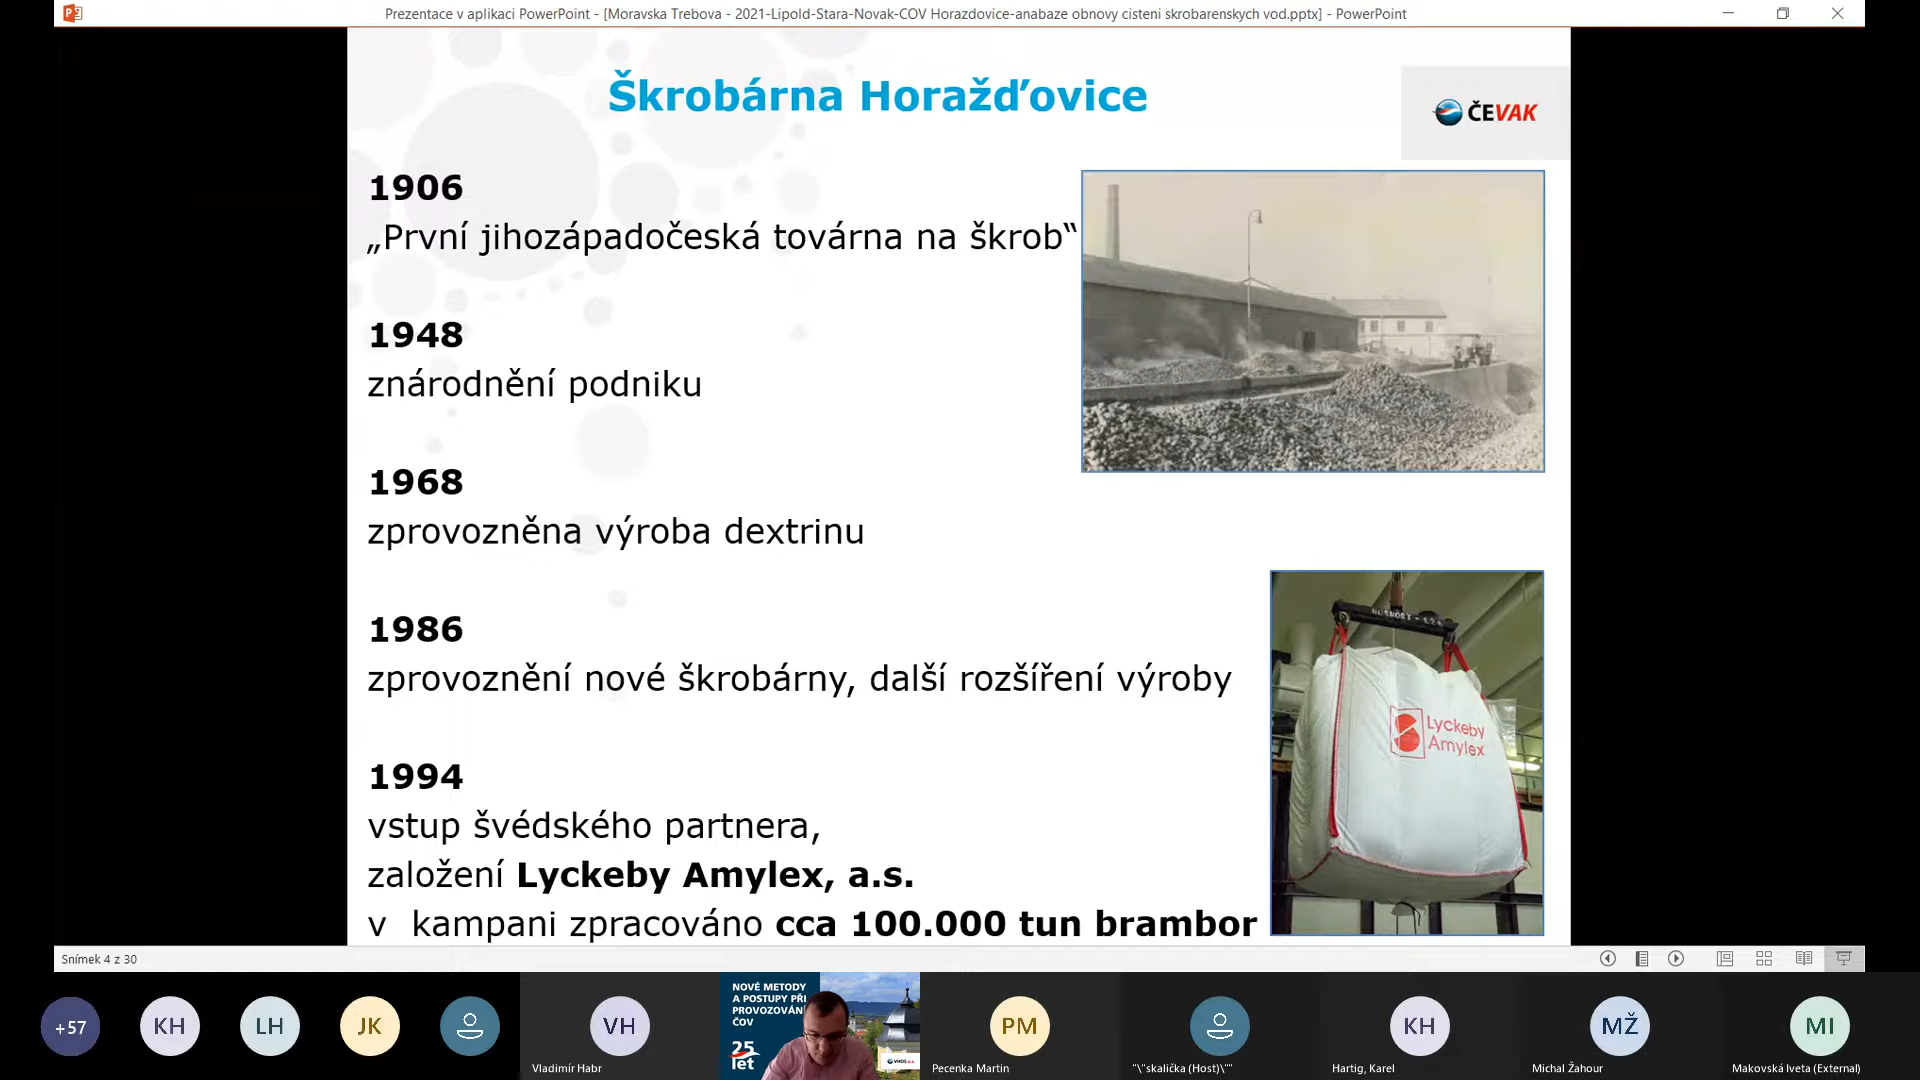 Prezentace v aplikaci PowerPoint - [Moravska Trebova - 2021-Lipold-Stara-Novak-COV Horazdovice-anabaze obnovy cisteni skrobarenskych vod.pptx] - PowerPoint
Škrobárna Horažďovice
ČEVAK
1906
„První jihozápadočeská továrna na škrob“
1948
znárodnění podniku
1968
zprovozněna výroba dextrinu
1986
zprovoznění nové škrobárny, další rozšíření výroby
1994
vstup švédského partnera,
založení Lyckeby Amylex, a.s.
v kampani zpracováno cca 100.000 tun brambor
Lyckeby
Amylex
Snímek 4 z 30
+57
KH
LH
JK
VH
Vladimír Habr
NOVÉ METODY
A POSTUPY PŘI
PROVOZOVÁN
ČOV
25
let
PM
Pecenka Martin
"\"skalička (Host)\""
KH
Hartig, Karel
MŽ
Michal Žahour
MI
Makovská Iveta (External)